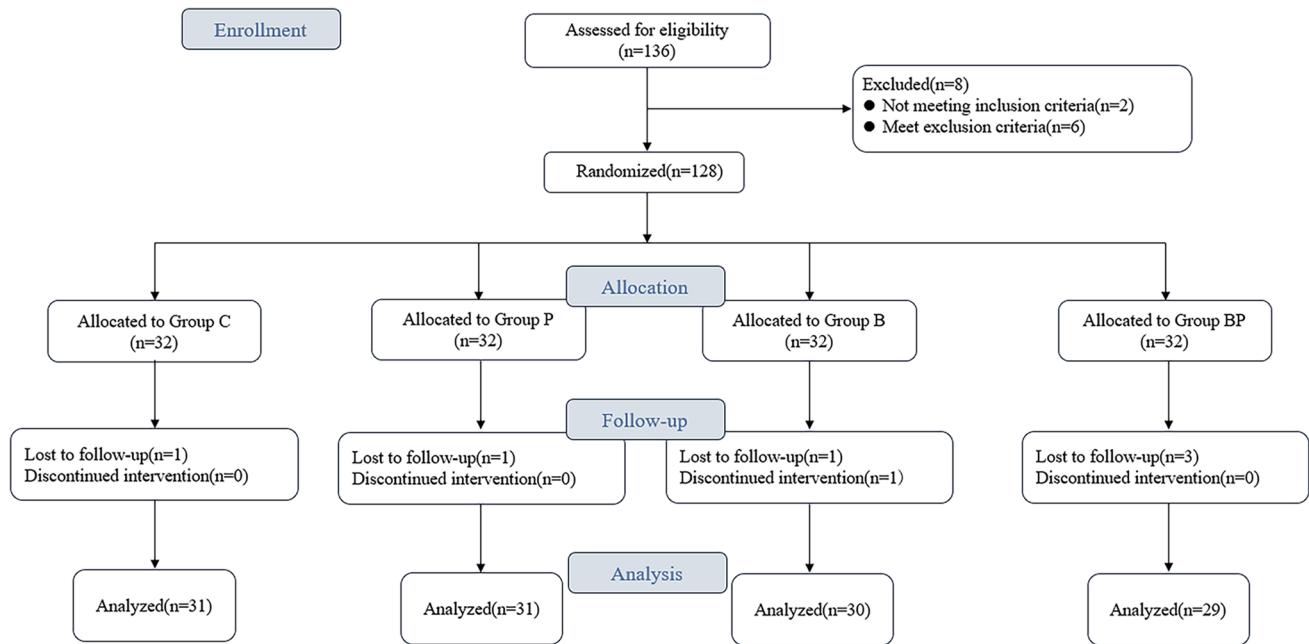 Enrollment
Assessed for eligibility
(n=136)
Excluded(n=8)
● Not meeting inclusion criteria(n=2)
● Meet exclusion criteria(n=6)
Randomized(n=128)
Allocation
Allocated to Group C
(n=32)
Allocated to Group P
(n=32)
Allocated to Group B
(n=32)
Allocated to Group BP
(n=32)
Follow-up
Lost to follow-up(n=1)
Discontinued intervention(n=0)
Lost to follow-up(n=1)
Discontinued intervention(n=0)
Lost to follow-up(n=1)
Discontinued intervention(n=1)
Lost to follow-up(n=3)
Discontinued intervention(n=0)
Analysis
Analyzed(n=31)
Analyzed(n=31)
Analyzed(n=30)
Analyzed(n=29)